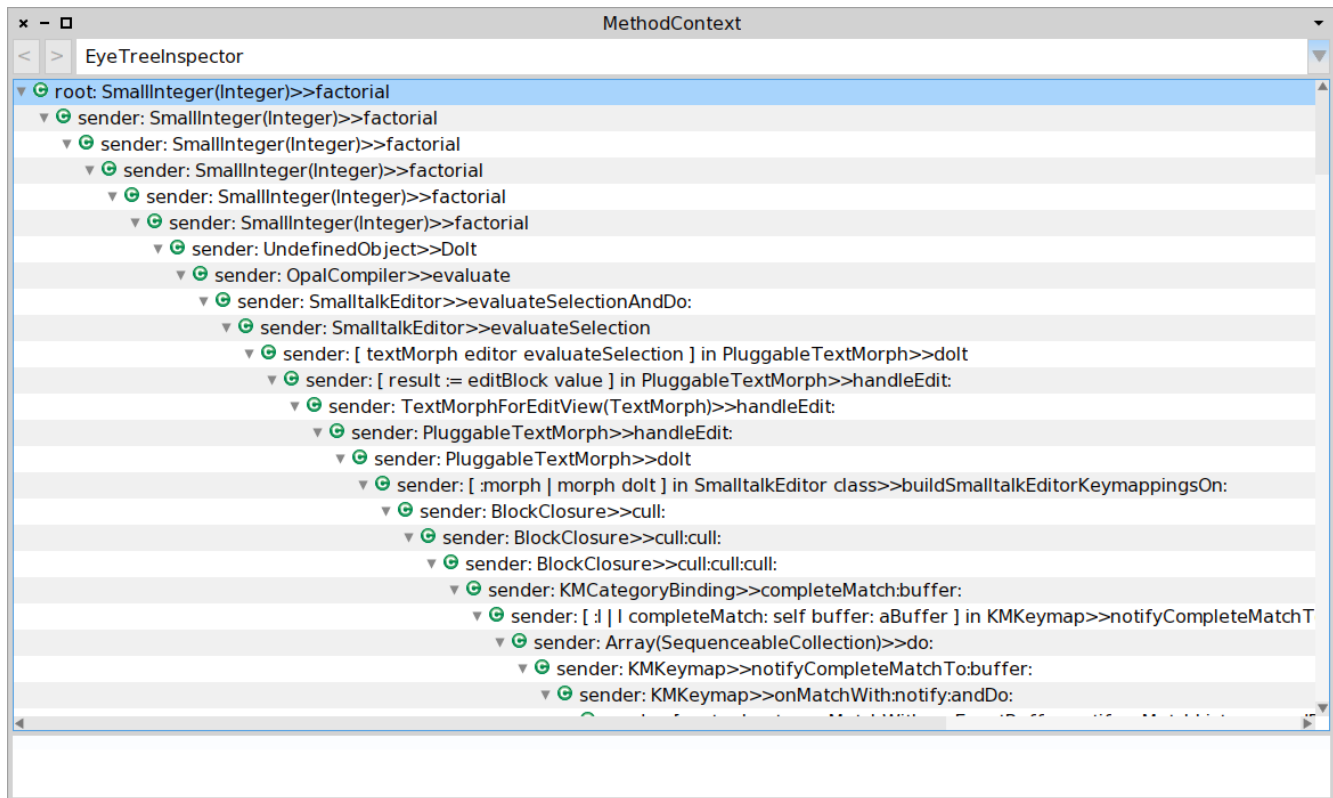 MethodContext
< > EyeTreeInspector
root: SmallInteger(Integer)>>factorial
sender: SmallInteger(Integer)>>factorial
sender: SmallInteger(Integer)>>factorial
sender: SmallInteger(Integer)>>factorial
sender: SmallInteger(Integer)>>factorial
sender: SmallInteger(Integer)>>factorial
sender: UndefinedObject>>DoIt
sender: OpalCompiler>>evaluate
sender: SmalltalkEditor>>evaluateSelectionAndDo:
sender: SmalltalkEditor>>evaluateSelection
sender: [ textMorph editor evaluateSelection ] in PluggableTextMorph>>doIt
sender: [ result := editBlock value ] in PluggableTextMorph>>handleEdit:
sender: TextMorphForEditView(TextMorph)>>handleEdit:
sender: PluggableTextMorph>>handleEdit:
sender: PluggableTextMorph>>doIt
sender: [ :morph | morph doIt ] in SmalltalkEditor class>>buildSmalltalkEditorKeymappingsOn:
sender: BlockClosure>>cull:
sender: BlockClosure>>cull:cull:
sender: BlockClosure>>cull:cull:cull:
sender: KMCategoryBinding>>completeMatch:buffer:
sender: [ :l | l completeMatch: self buffer: aBuffer ] in KMKeymap>>notifyCompleteMatchT
sender: Array(SequenceableCollection)>>do:
sender: KMKeymap>>notifyCompleteMatchTo:buffer:
sender: KMKeymap>>onMatchWith:notify:andDo: